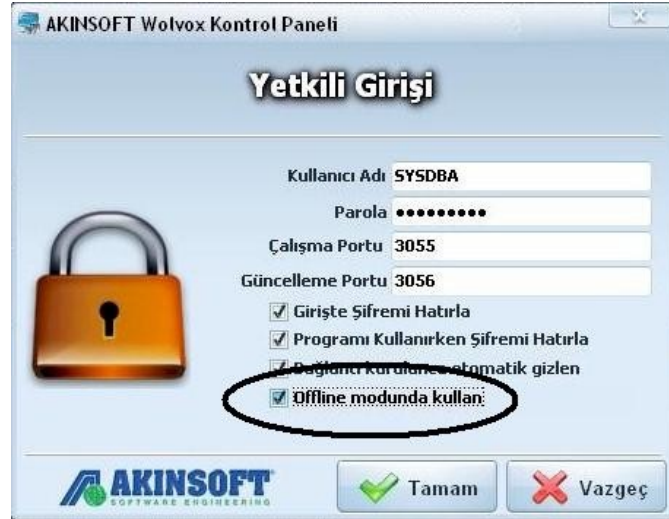 AKINSOFT Wolvox Kontrol Paneli
Yetkili Girişi
Kullanıcı Adı SYSDBA
Parola ●●●●●●●●●
Çalışma Portu 3055
Güncelleme Portu 3056
Girişte Şifremi Hatırla
Programı Kullanırken Şifremi Hatırla
Bağlantı kurulunca otomatik gizlen
Offline modunda kullan
AKINSOFT
SOFTWARE ENGINEERING
Tamam
Vazgeç